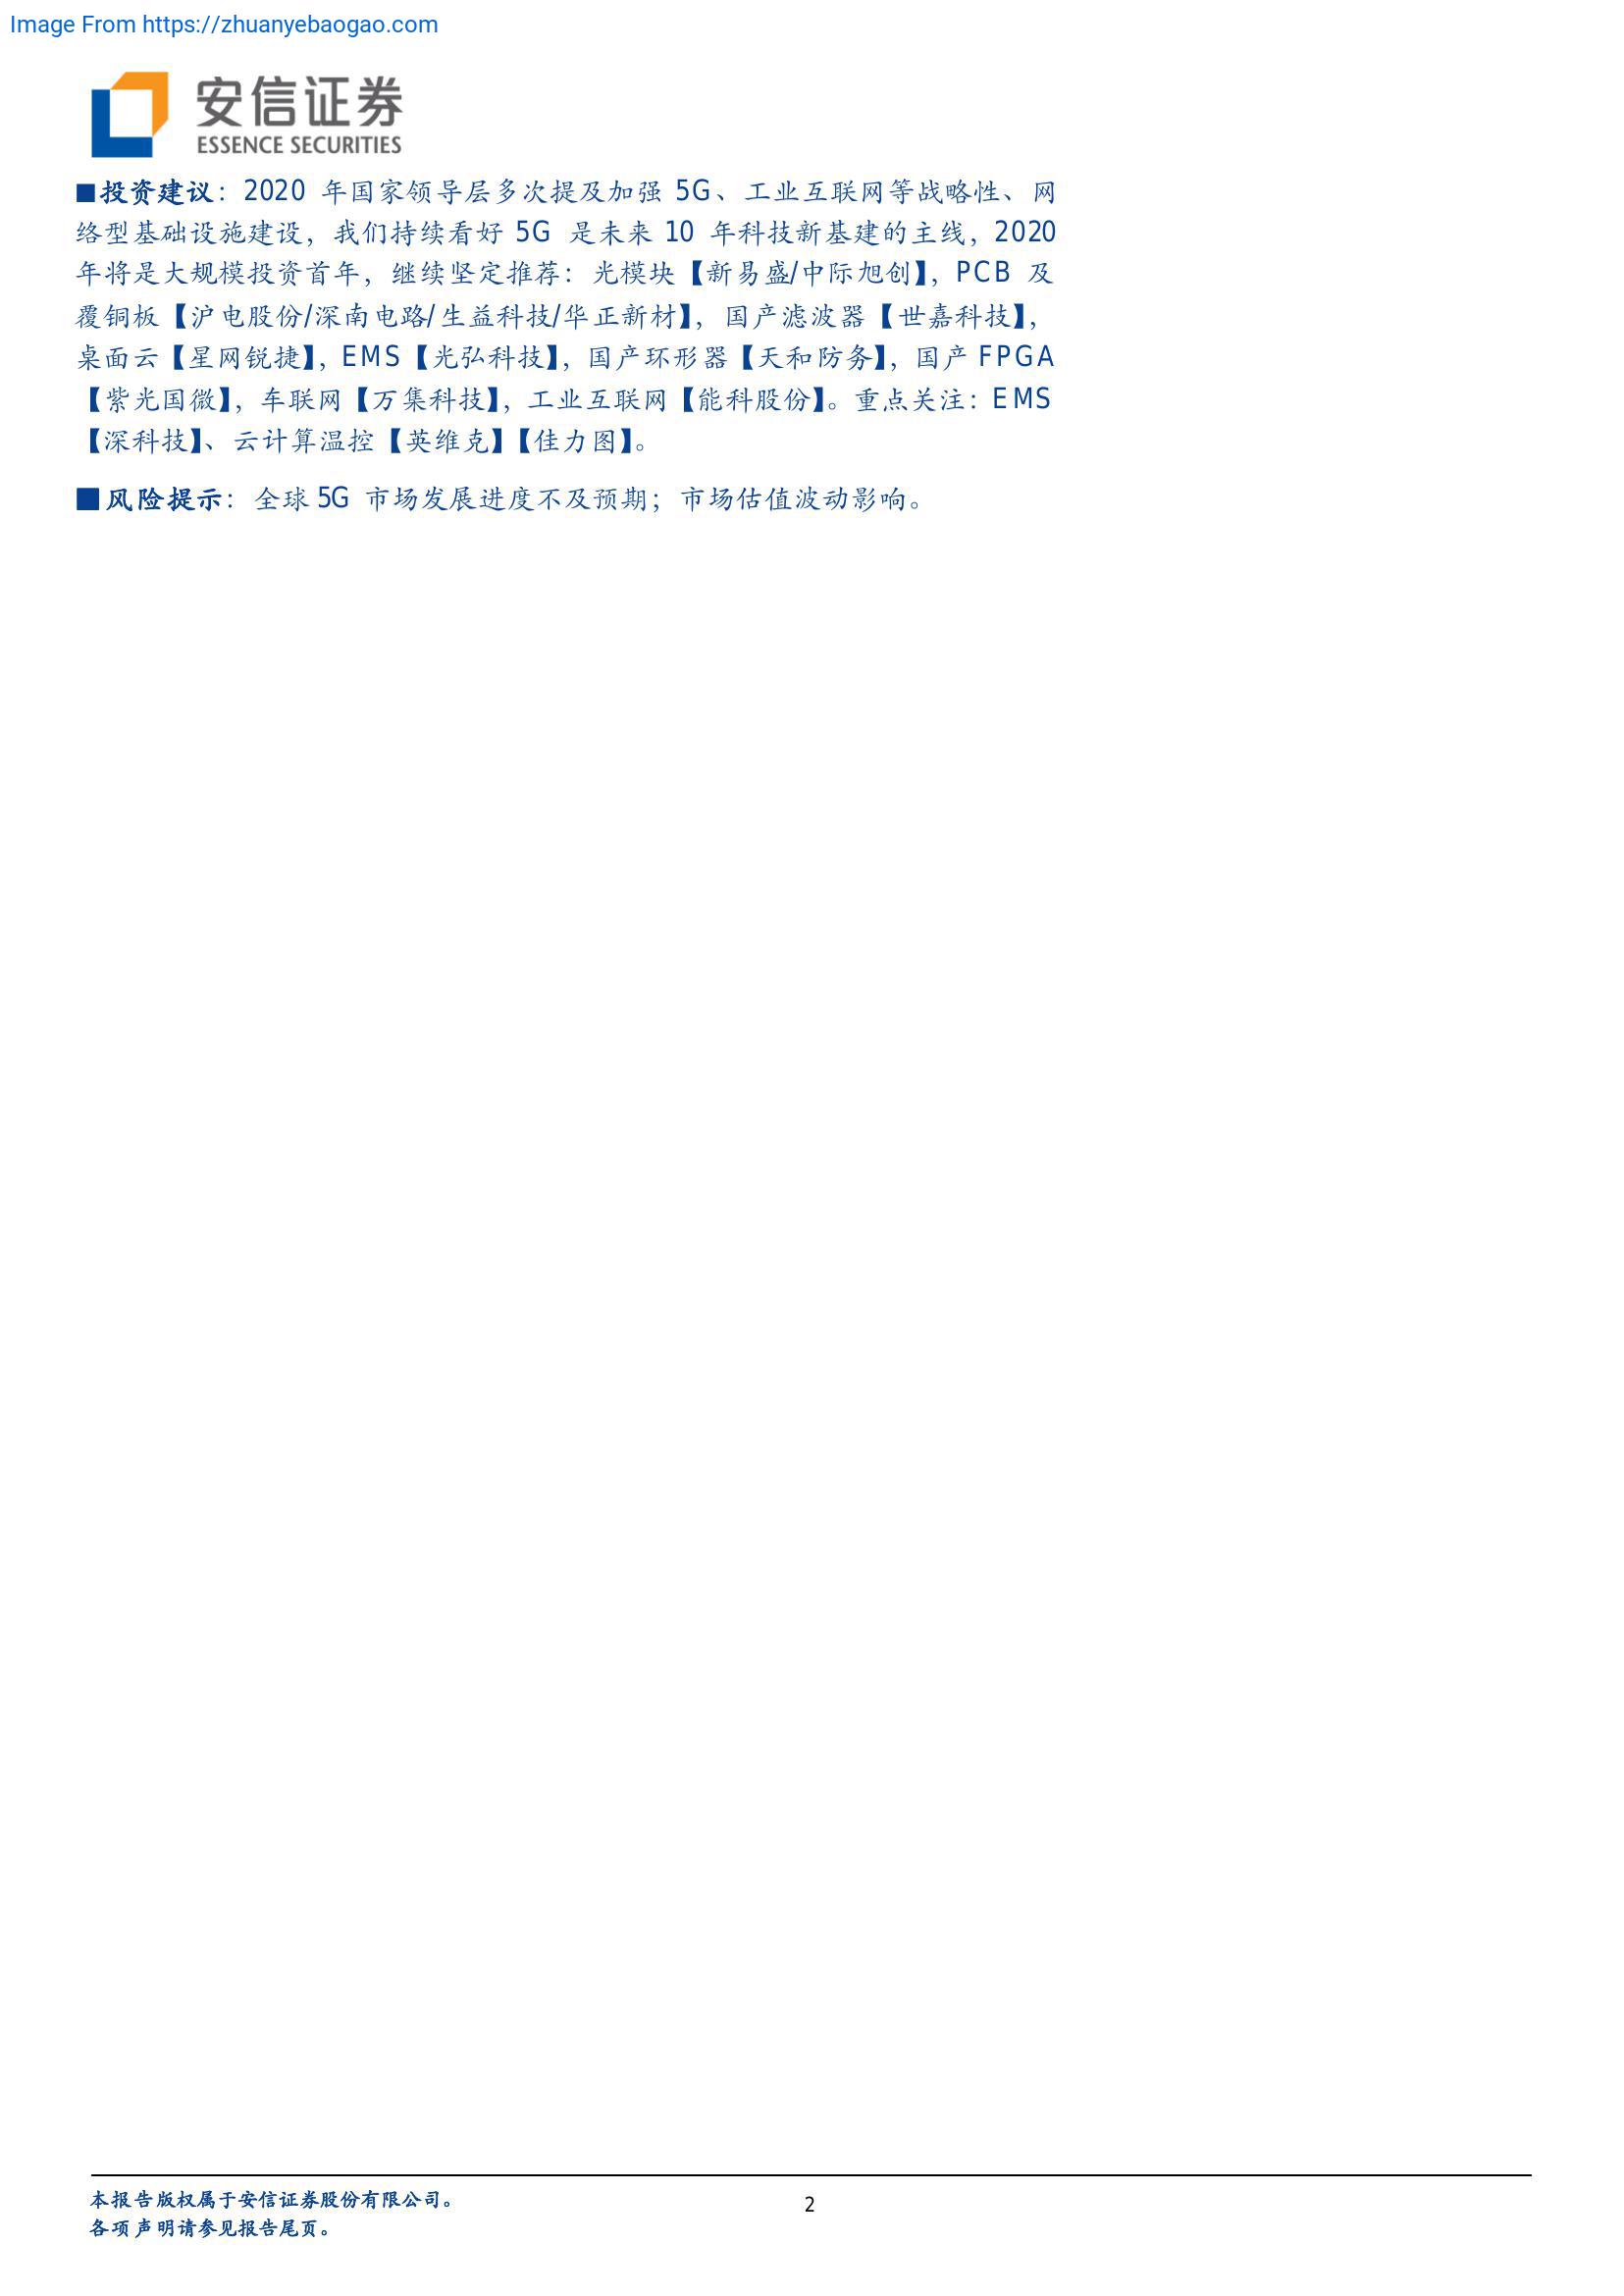 Image From https://zhuanyebaogao.com
安信证券
ESSENCE SECURITIES
■投资建议：2020 年国家领导层多次提及加强 5G、工业互联网等战略性、网
络型基础设施建设，我们持续看好 5G 是未来 10 年科技新基建的主线，2020
年将是大规模投资首年，继续坚定推荐：光模块【新易盛/中际旭创】，PCB 及
覆铜板【沪电股份/深南电路/生益科技/华正新材】，国产滤波器【世嘉科技】，
桌面云【星网锐捷】，EMS【光弘科技】，国产环形器【天和防务】，国产 FPGA
【紫光国微】，车联网【万集科技】，工业互联网【能科股份】。重点关注：EMS
【深科技】、云计算温控【英维克】【佳力图】。
■风险提示：全球 5G 市场发展进度不及预期；市场估值波动影响。
本报告版权属于安信证券股份有限公司。
各项声明请参见报告尾页。
2